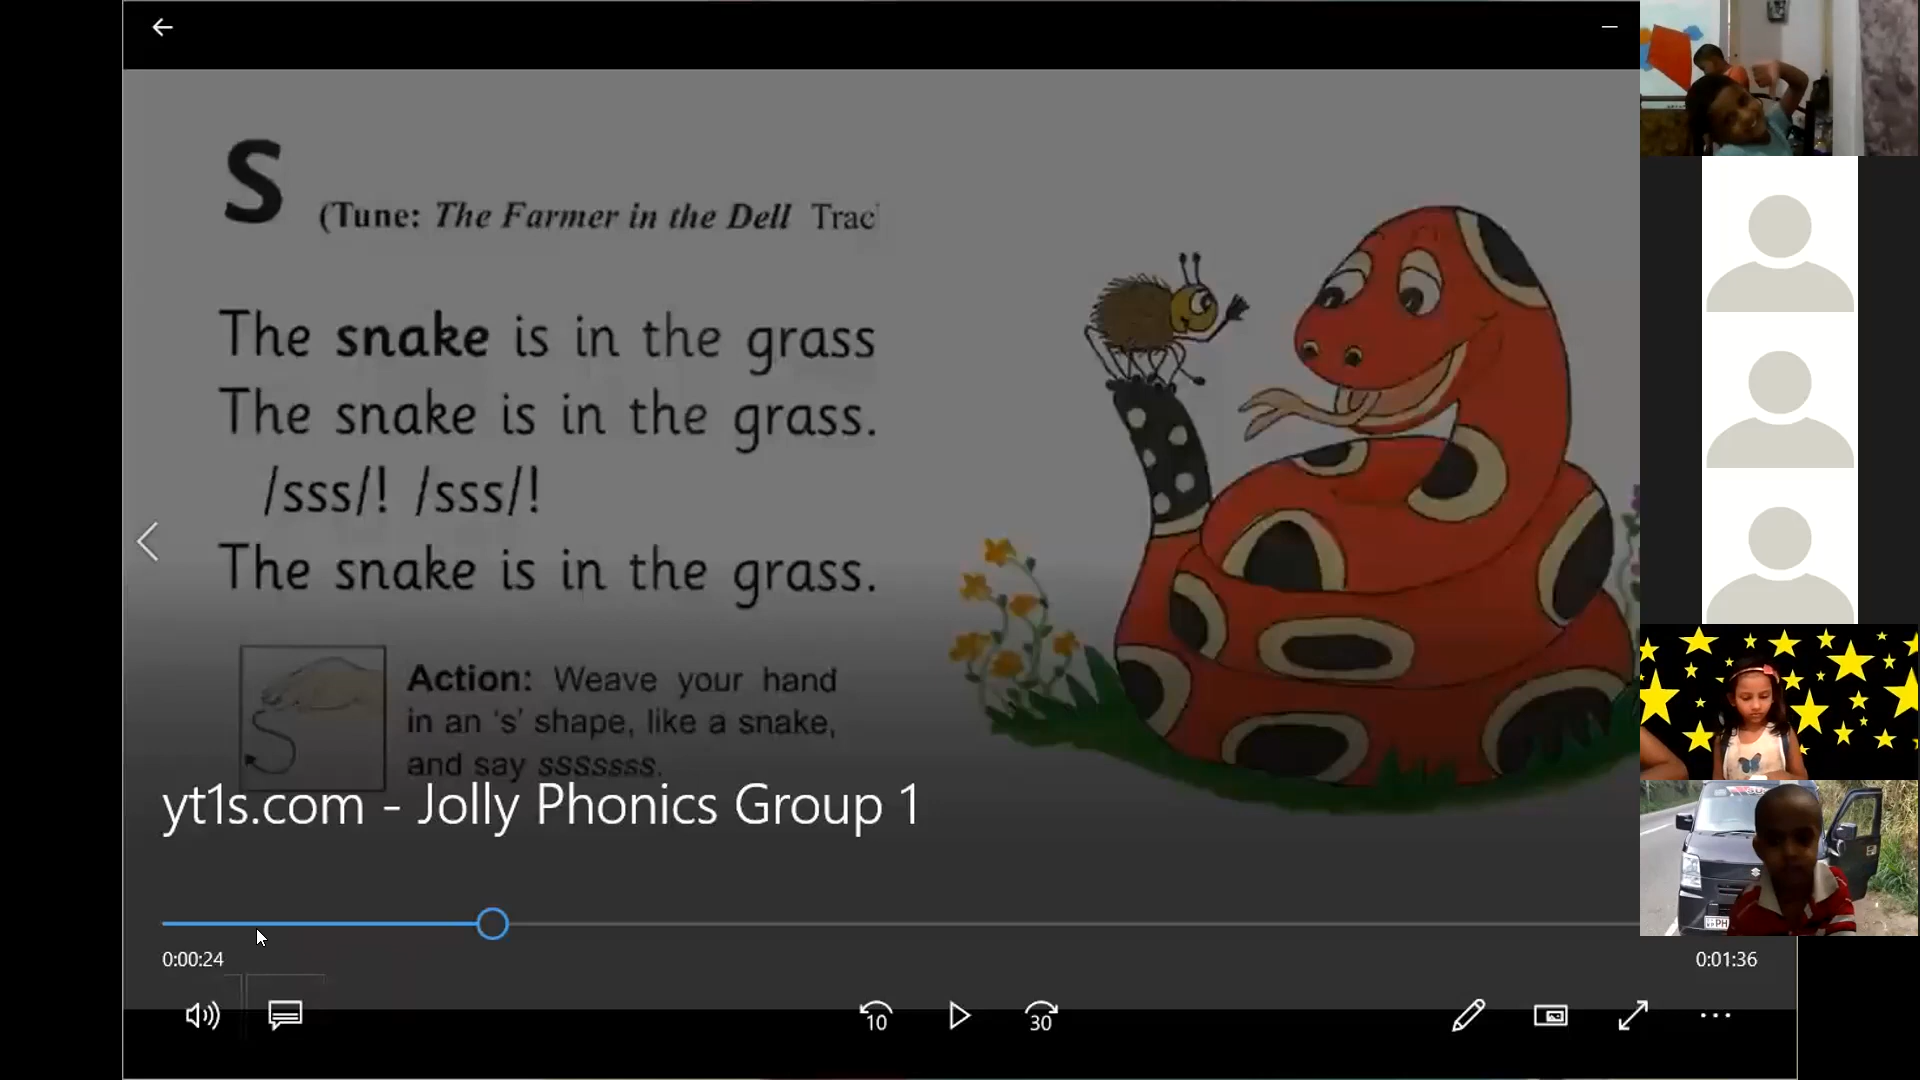 s
(Tune: The Farmer in the Dell Trac
The snake is in the grass
The snake is in the grass.
/sss/! /sss/!
The snake is in the grass.
Action: Weave your hand
in an 's' shape, like a snake,
and say sssssss.
yt1s.com - Jolly Phonics Group 1
0:00:24
0:01:36
10
30
PH